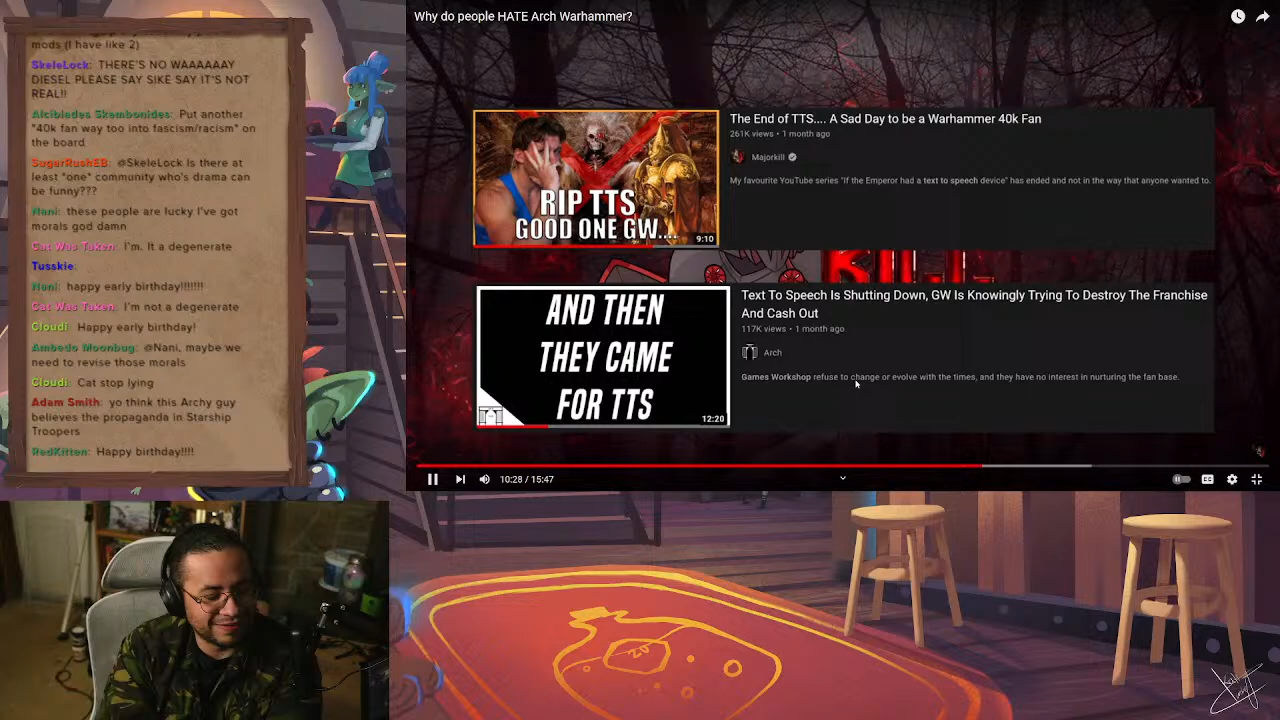 mods (I have like 2)
SkeleLock: THERE'S NO WAAAAAAY
DIESEL PLEASE SAY SIKE SAY IT'S NOT
REAL!!
Alcibiades Skembonides: Put another
"40k fan way too into fascism/racism" on
the board
SugarRushEB: @SkeleLock Is there at
least "one" community who's drama can
be funny???
Nani: these people are lucky I've got
morals god damn
Cat Was Taken: I'm. It a degenerate
Tusskie:
Nani: happy early birthday!!!!!!!
Cat Was Taken: I'm not a degenerate
Cloudi: Happy early birthday!
Ambedo Moonbug: @Nani, maybe we
need to revise those morals
Cloudi: Cat stop lying
Adam Smith: yo think this Archy guy
believes the propaganda in Starship
Troopers
RedKitten: Happy birthday!!!!
Why do people HATE Arch Warhammer?
RIP TTS
GOOD ONE GW....
9:10
The End of TTS.... A Sad Day to be a Warhammer 40k Fan
261K views • 1 month ago
Majorkill
My favourite YouTube series "If the Emperor had a text to speech device" has ended and not in the way that anyone wanted to.
AND THEN
THEY CAME
FOR TTS
12:20
Text To Speech Is Shutting Down, GW Is Knowingly Trying To Destroy The Franchise
And Cash Out
117K views • 1 month ago
Arch
Games Workshop refuse to change or evolve with the times, and they have no interest in nurturing the fan base.
10:28 / 15:47
20